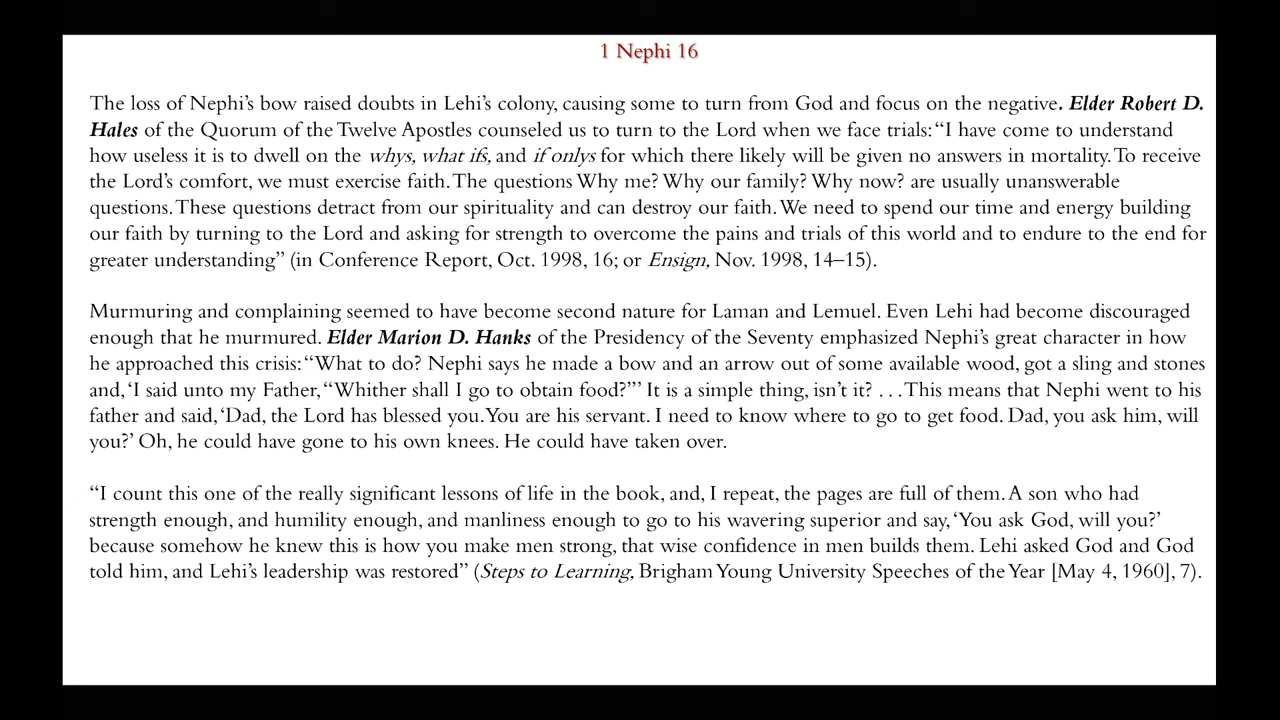 1 Nephi 16
The loss of Nephi’s bow raised doubts in Lehi’s colony, causing some to turn from God and focus on the negative. Elder Robert D.
Hales of the Quorum of the Twelve Apostles counseled us to turn to the Lord when we face trials: “I have come to understand
how useless it is to dwell on the whys, what ifs, and if onlys for which there likely will be given no answers in mortality. To receive
the Lord’s comfort, we must exercise faith. The questions Why me? Why our family? Why now? are usually unanswerable
questions. These questions detract from our spirituality and can destroy our faith. We need to spend our time and energy building
our faith by turning to the Lord and asking for strength to overcome the pains and trials of this world and to endure to the end for
greater understanding” (in Conference Report, Oct. 1998, 16; or Ensign, Nov. 1998, 14–15).
Murmuring and complaining seemed to have become second nature for Laman and Lemuel. Even Lehi had become discouraged
enough that he murmured. Elder Marion D. Hanks of the Presidency of the Seventy emphasized Nephi’s great character in how
he approached this crisis: “What to do? Nephi says he made a bow and an arrow out of some available wood, got a sling and stones
and, ‘I said unto my Father, “Whither shall I go to obtain food?”’ It is a simple thing, isn’t it? . . . This means that Nephi went to his
father and said, ‘Dad, the Lord has blessed you. You are his servant. I need to know where to go to get food. Dad, you ask him, will
you?’ Oh, he could have gone to his own knees. He could have taken over.
“I count this one of the really significant lessons of life in the book, and, I repeat, the pages are full of them. A son who had
strength enough, and humility enough, and manliness enough to go to his wavering superior and say, ‘You ask God, will you?’
because somehow he knew this is how you make men strong, that wise confidence in men builds them. Lehi asked God and God
told him, and Lehi’s leadership was restored” (Steps to Learning, Brigham Young University Speeches of the Year [May 4, 1960], 7).